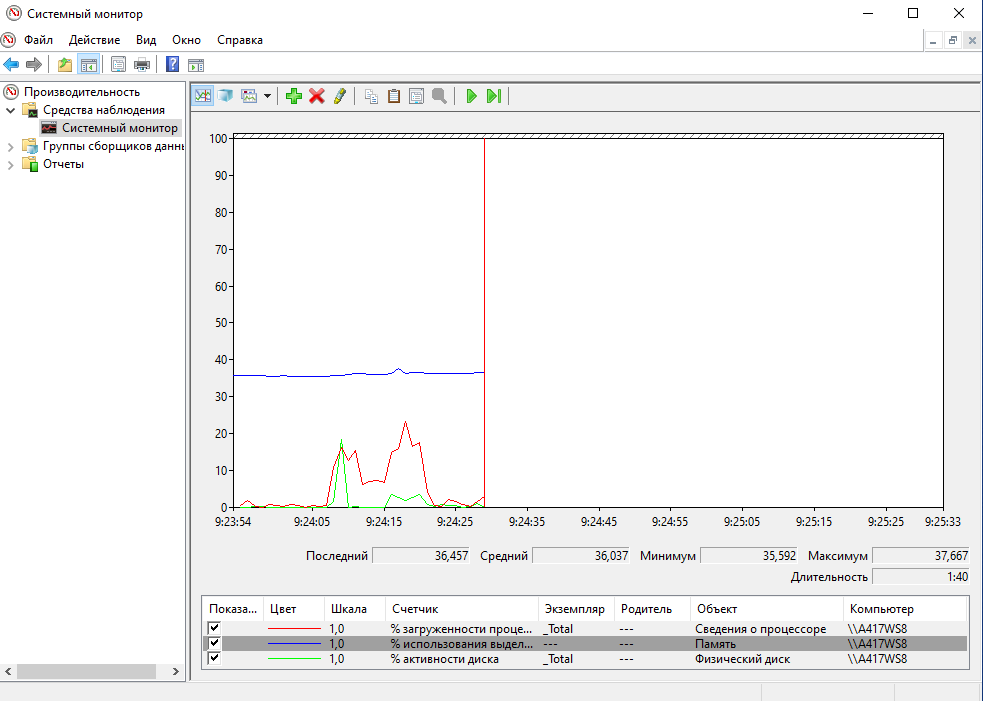 Системный монитор
Файл Действие Вид Окно Справка
Производительность
Средства наблюдения
Системный монитор
Группы сборщиков данн
Отчеты
100
90
80
70
60
50
40
30
20
10
0
9:23:54 9:24:05 9:24:15 9:24:25 9:24:35 9:24:45 9:24:55 9:25:05 9:25:15 9:25:25 9:25:33
Последний 36,457 Средний 36,037 Минимум 35,592 Максимум 37,667
Длительность 1:40
Показа... Цвет Шкала Счетчик Экземпляр Родитель Объект Компьютер
1,0 % загруженности проце... _Total --- Сведения о процессоре \\A417WS8
1,0 % использования выдел... --- --- Память \\A417WS8
1,0 % активности диска _Total --- Физический диск \\A417WS8